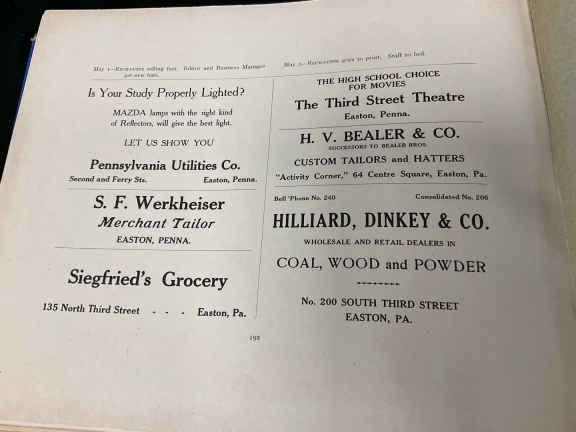 May 1—Recwauths selling fast. Editor and Business Manager
get new hats.
Is Your Study Properly Lighted?
MAZDA lamps with the right kind
of Reflectors, will give the best light.
LET US SHOW YOU
Pennsylvania Utilities Co.
Second and Ferry Sts. Easton, Penna.
S. F. Werkheiser
Merchant Tailor
EASTON, PENNA.
Siegfried's Grocery
135 North Third Street - - - Easton, Pa.
May 2— goes to print. Staff to bed.
THE HIGH SCHOOL CHOICE
FOR MOVIES
The Third Street Theatre
Easton, Penna.
H. V. BEALER & CO.
SUCCESSORS TO BEALER BROS.
CUSTOM TAILORS and HATTERS
"Activity Corner," 64 Centre Square, Easton, Pa.
Bell 'Phone No. 240 Consolidated No. 206
HILLIARD, DINKEY & CO.
WHOLESALE AND RETAIL DEALERS IN
COAL, WOOD and POWDER
No. 200 SOUTH THIRD STREET
EASTON, PA.
192